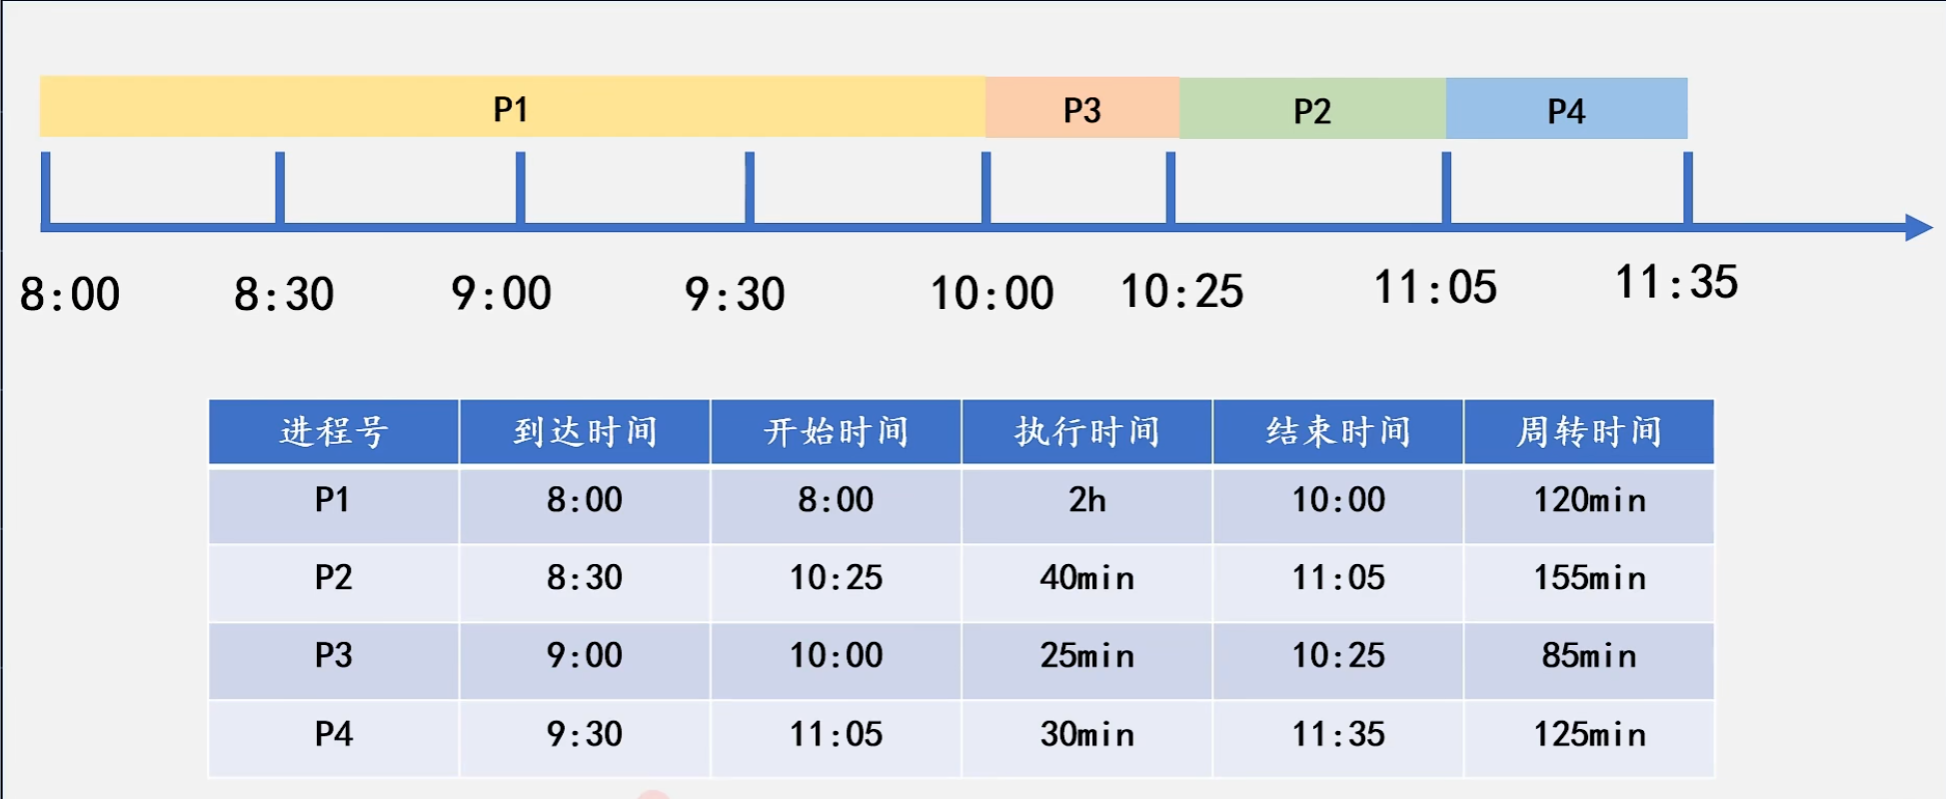 P1 P3 P2 P4
8:00 8:30 9:00 9:30 10:00 10:25 11:05 11:35
进程号 到达时间 开始时间 执行时间 结束时间 周转时间
P1 8:00 8:00 2h 10:00 120min
P2 8:30 10:25 40min 11:05 155min
P3 9:00 10:00 25min 10:25 85min
P4 9:30 11:05 30min 11:35 125min